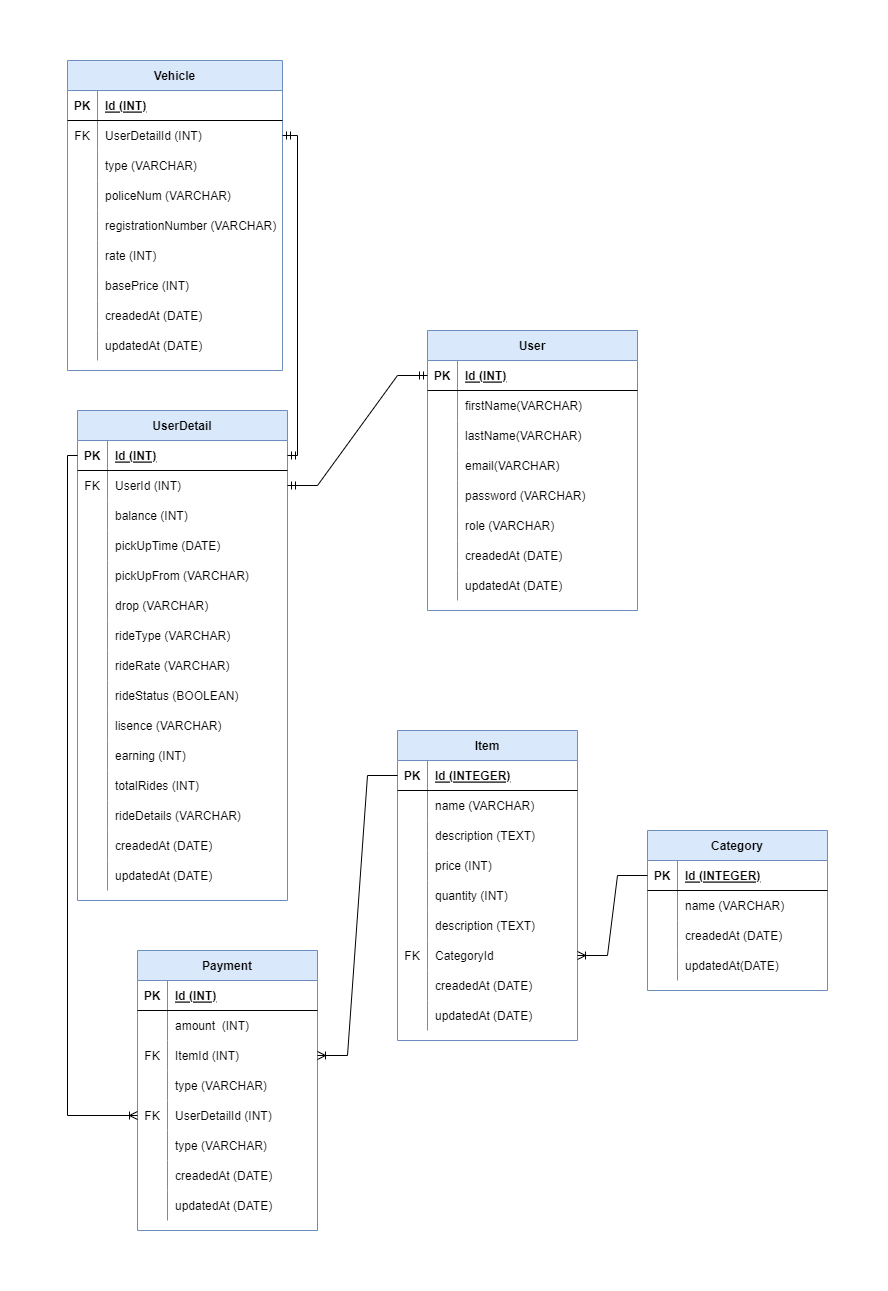 Vehicle
PK Id (INT)
FK UserDetailId (INT)
type (VARCHAR)
policeNum (VARCHAR)
registrationNumber (VARCHAR)
rate (INT)
basePrice (INT)
creadedAt (DATE)
updatedAt (DATE)
User
PK Id (INT)
firstName(VARCHAR)
lastName(VARCHAR)
email(VARCHAR)
password (VARCHAR)
role (VARCHAR)
creadedAt (DATE)
updatedAt (DATE)
UserDetail
PK Id (INT)
FK UserId (INT)
balance (INT)
pickUpTime (DATE)
pickUpFrom (VARCHAR)
drop (VARCHAR)
rideType (VARCHAR)
rideRate (VARCHAR)
rideStatus (BOOLEAN)
lisence (VARCHAR)
earning (INT)
totalRides (INT)
rideDetails (VARCHAR)
creadedAt (DATE)
updatedAt (DATE)
Item
PK Id (INTEGER)
name (VARCHAR)
description (TEXT)
price (INT)
quantity (INT)
description (TEXT)
FK CategoryId
creadedAt (DATE)
updatedAt (DATE)
Category
PK Id (INTEGER)
name (VARCHAR)
creadedAt (DATE)
updatedAt(DATE)
Payment
PK Id (INT)
amount (INT)
FK ItemId (INT)
type (VARCHAR)
FK UserDetailId (INT)
type (VARCHAR)
creadedAt (DATE)
updatedAt (DATE)